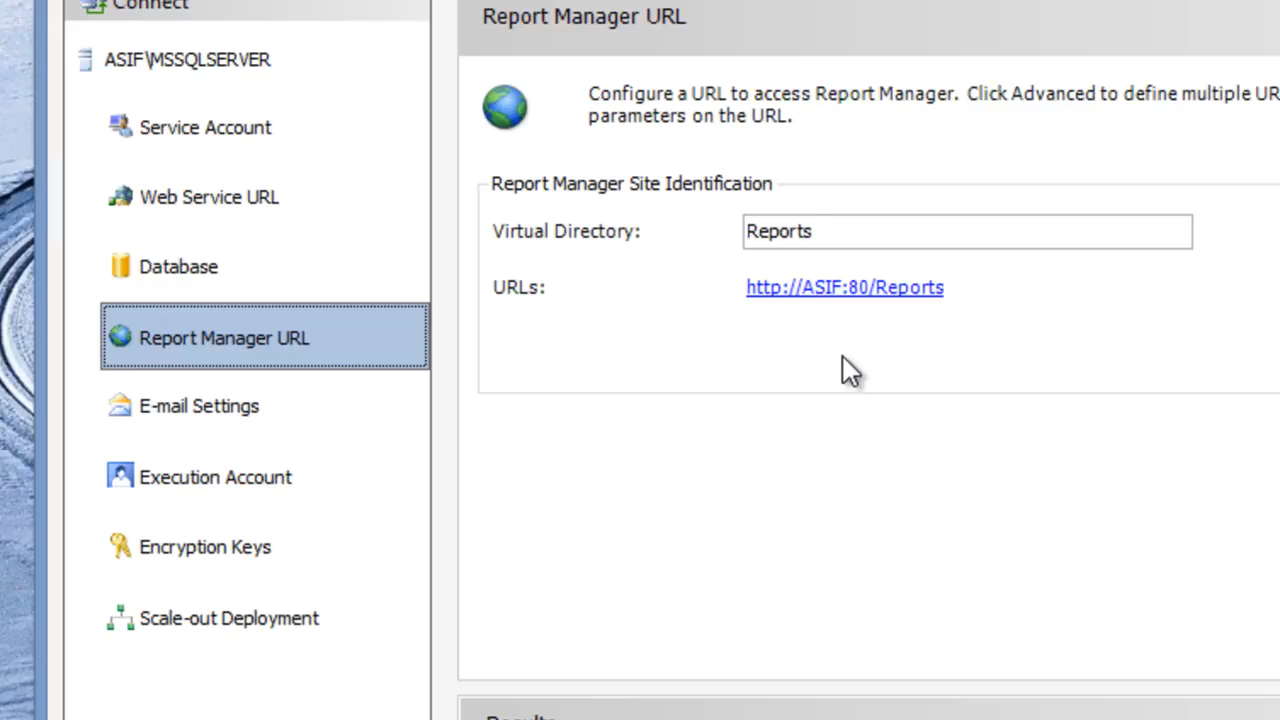 Connect
ASIF\MSSQLSERVER
Service Account
Web Service URL
Database
Report Manager URL
E-mail Settings
Execution Account
Encryption Keys
Scale-out Deployment
Report Manager URL
Configure a URL to access Report Manager. Click Advanced to define multiple UR
parameters on the URL.
Report Manager Site Identification
Virtual Directory:
Reports
URLs:
http://ASIF:80/Reports
Results